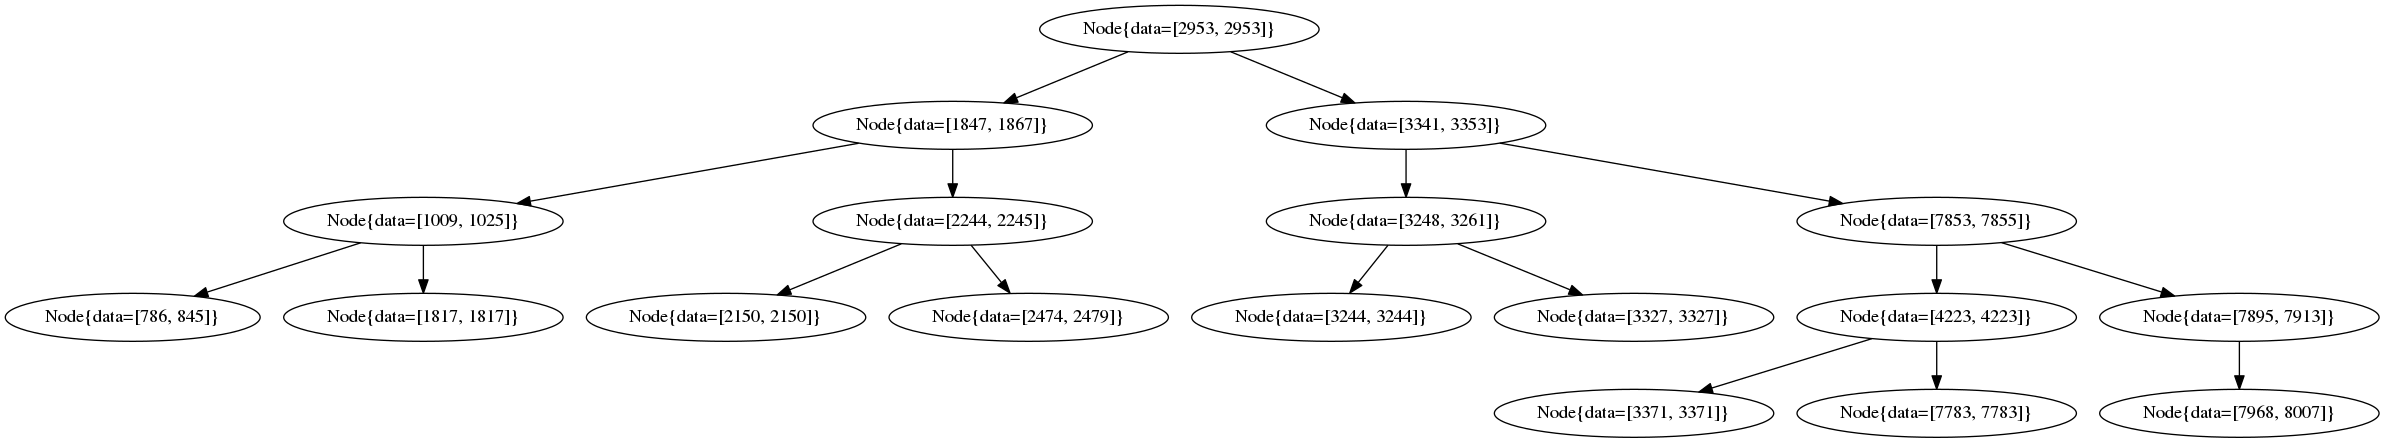 Node{data=[2953, 2953]}
Node{data=[1847, 1867]}
Node{data=[3341, 3353]}
Node{data=[1009, 1025]}
Node{data=[2244, 2245]}
Node{data=[3248, 3261]}
Node{data=[7853, 7855]}
Node{data=[786, 845]}
Node{data=[1817, 1817]}
Node{data=[2150, 2150]}
Node{data=[2474, 2479]}
Node{data=[3244, 3244]}
Node{data=[3327, 3327]}
Node{data=[4223, 4223]}
Node{data=[7895, 7913]}
Node{data=[3371, 3371]}
Node{data=[7783, 7783]}
Node{data=[7968, 8007]}